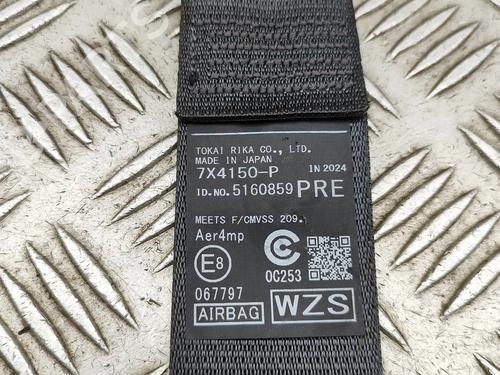 TOKAI RIKA CO., LTD.
MADE IN JAPAN
7X4150-P IN 2024
ID.NO. 5160859 PRE
MEETS F/CMVSS 209.
Aer4mp
E8 C
0C253
067797
AIRBAG WZS